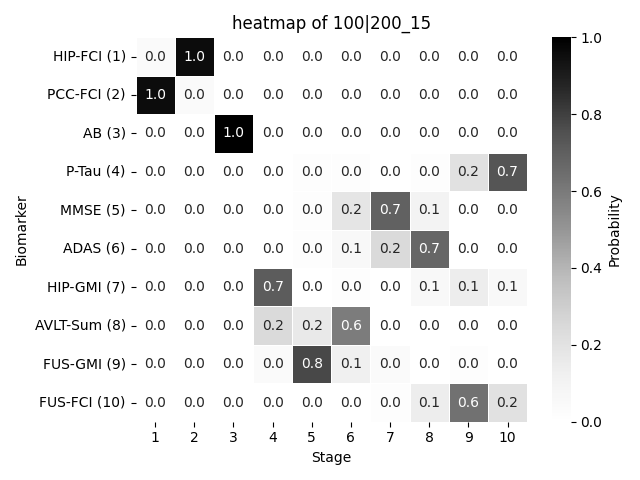 heatmap of 100|200_15
HIP-FCI (1) 0.0 1.0 0.0 0.0 0.0 0.0 0.0 0.0 0.0 0.0
PCC-FCI (2) 1.0 0.0 0.0 0.0 0.0 0.0 0.0 0.0 0.0 0.0
AB (3) 0.0 0.0 1.0 0.0 0.0 0.0 0.0 0.0 0.0 0.0
P-Tau (4) 0.0 0.0 0.0 0.0 0.0 0.0 0.0 0.0 0.2 0.7
MMSE (5) 0.0 0.0 0.0 0.0 0.0 0.2 0.7 0.1 0.0 0.0
ADAS (6) 0.0 0.0 0.0 0.0 0.0 0.1 0.2 0.7 0.0 0.0
HIP-GMI (7) 0.0 0.0 0.0 0.7 0.0 0.0 0.0 0.1 0.1 0.1
AVLT-Sum (8) 0.0 0.0 0.0 0.2 0.2 0.6 0.0 0.0 0.0 0.0
FUS-GMI (9) 0.0 0.0 0.0 0.0 0.8 0.1 0.0 0.0 0.0 0.0
FUS-FCI (10) 0.0 0.0 0.0 0.0 0.0 0.0 0.0 0.1 0.6 0.2
1 2 3 4 5 6 7 8 9 10
Stage
Biomarker
1.0
0.8
0.6
0.4
0.2
0.0
Probability